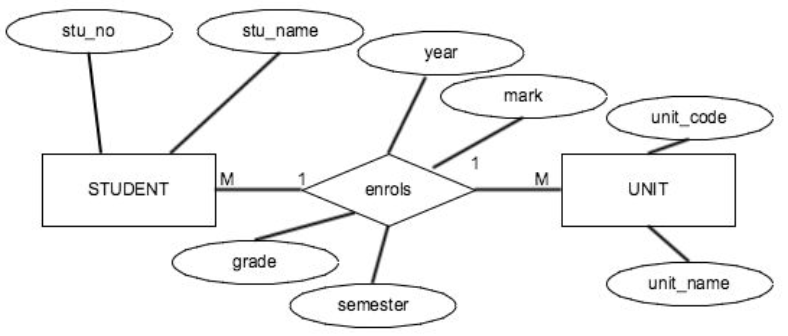 stu_no
stu_name
year
mark
unit_code
STUDENT
M
1
enrols
1
M
UNIT
grade
semester
unit_name